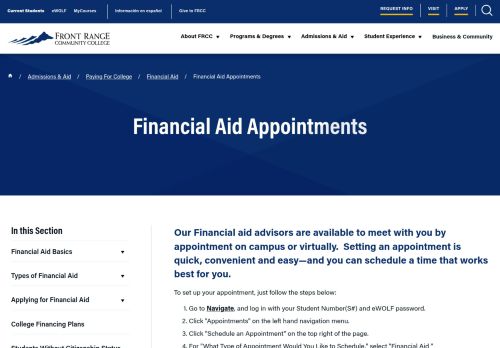 Current Students eWOLF MyCourses Información en español Give to FRCC REQUEST INFO VISIT APPLY
FRONT RANGE
COMMUNITY COLLEGE
About FRCC Programs & Degrees Admissions & Aid Student Experience Business & Community
/ Admissions & Aid / Paying For College / Financial Aid / Financial Aid Appointments
Financial Aid Appointments
In this Section
Financial Aid Basics
Types of Financial Aid
Applying for Financial Aid
College Financing Plans
Students Without Citizenship Status
Our Financial aid advisors are available to meet with you by
appointment on campus or virtually. Setting an appointment is
quick, convenient and easy—and you can schedule a time that works
best for you.
To set up your appointment, just follow the steps below:
1. Go to Navigate, and log in with your Student Number(S#) and eWOLF password.
2. Click "Appointments" on the left hand navigation menu.
3. Click "Schedule an Appointment" on the top right of the page.
4. For "What Type of Appointment Would You Like to Schedule," select "Financial Aid."